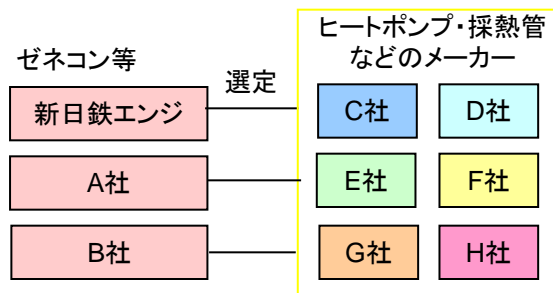 ゼネコン等
選定
ヒートポンプ・採熱管
などのメーカー
新日鉄エンジ
C社
D社
A社
E社
F社
B社
G社
H社